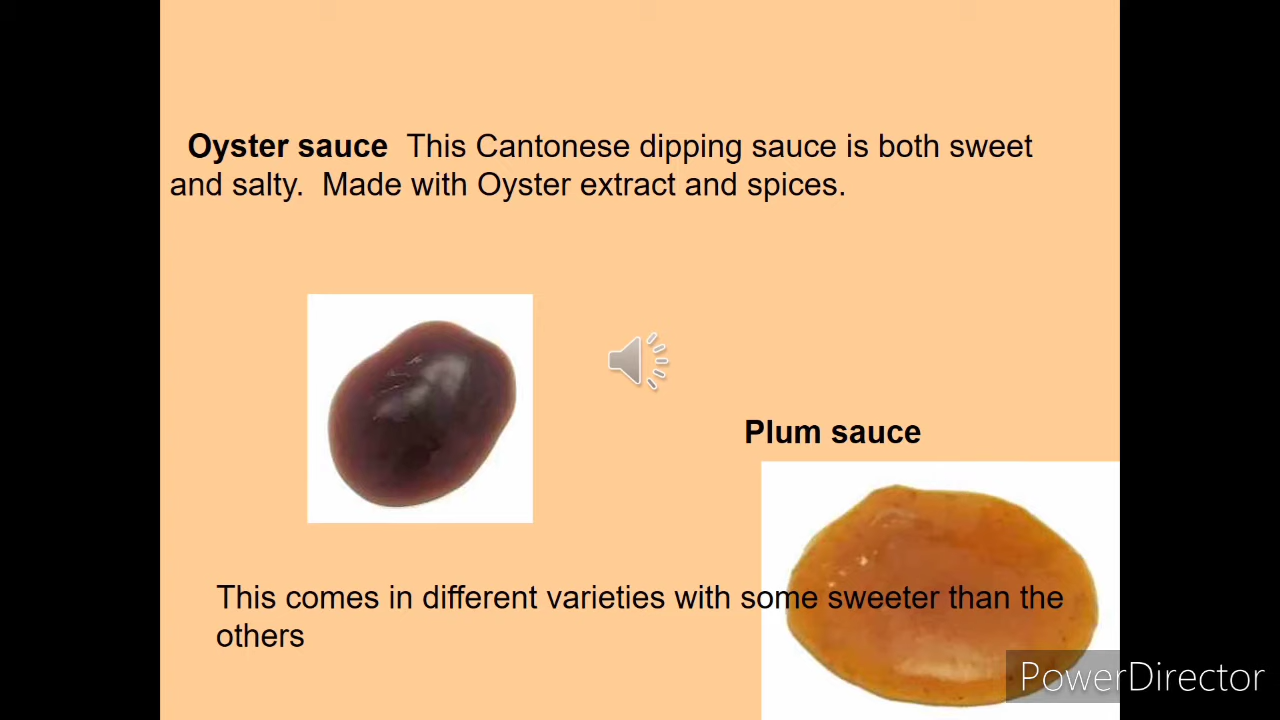 Oyster sauce  This Cantonese dipping sauce is both sweet
and salty.  Made with Oyster extract and spices.
Plum sauce
This comes in different varieties with some sweeter than the
others
PowerDirector